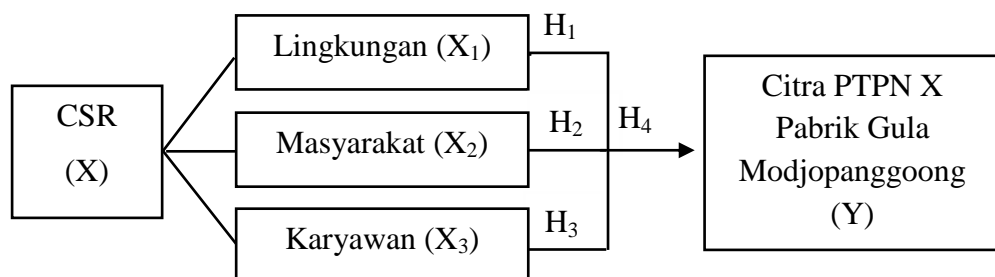 CSR
(X)
Lingkungan (X₁)
Masyarakat (X₂)
Karyawan (X₃)
H₁
H₂
H₃
H₄
Citra PTPN X
Pabrik Gula
Modjopanggoong
(Y)